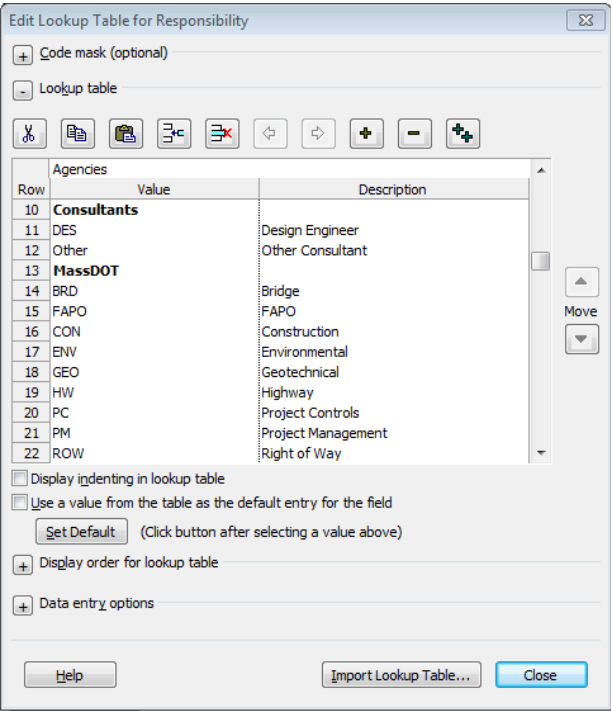 Edit Lookup Table for Responsibility
Code mask (optional)
Lookup table
Agencies
Row Value Description
10 Consultants
11 DES Design Engineer
12 Other Other Consultant
13 MassDOT
14 BRD Bridge
15 FAPO FAPO
16 CON Construction
17 ENV Environmental
18 GEO Geotechnical
19 HW Highway
20 PC Project Controls
21 PM Project Management
22 ROW Right of Way
Move
Display indenting in lookup table
Use a value from the table as the default entry for the field
Set Default (Click button after selecting a value above)
Display order for lookup table
Data entry options
Help Import Lookup Table... Close